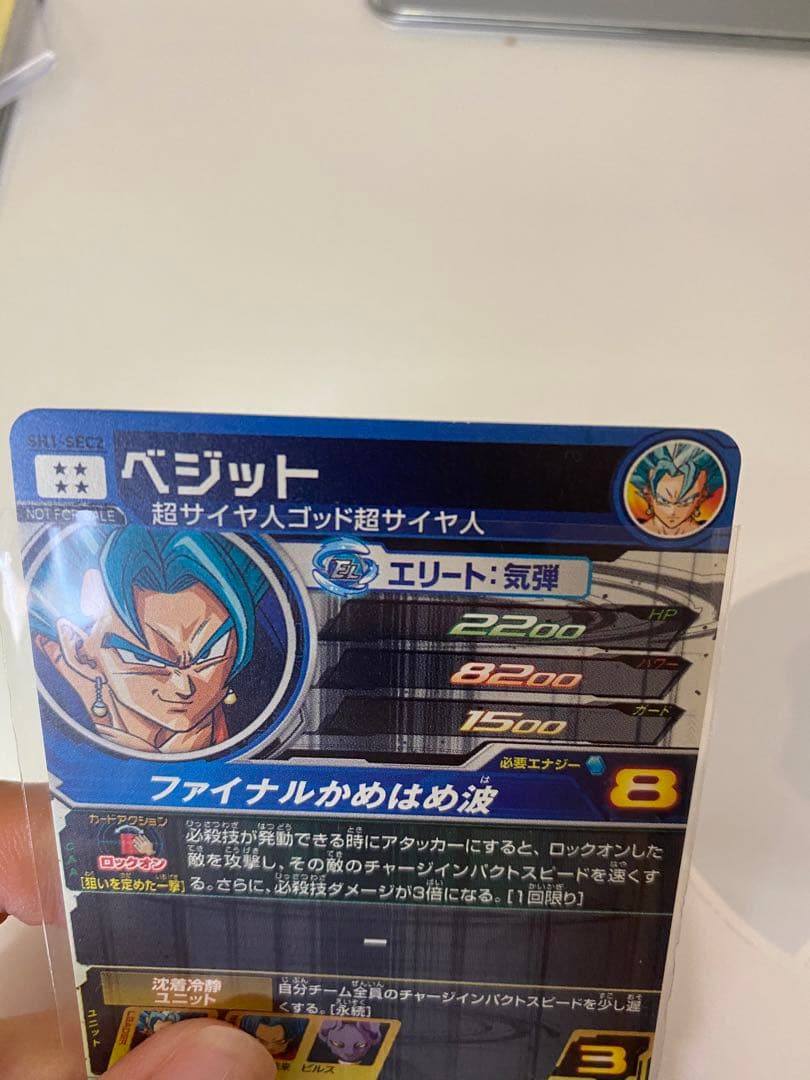 SH1-SEC2
ベジット
NOT FOR SALE
超サイヤ人ゴッド超サイヤ人
EL エリート:気弾
2200 HP
8200 パワー
1500 ガード
必要エナジー 8
ファイナルかめはめ波
カードアクション
ロックオン
[狙いを定めた一撃]
CAA
必殺技が発動できる時にアタッカーにすると、ロックオンした
敵を攻撃し、その敵のチャージインパクトスピードを速くす
る。さらに、必殺技ダメージが3倍になる。[1回限り]
ー
ユニット
沈着冷静
ユニット
自分チーム全員のチャージインパクトスピードを少し遅
くする。[永続]
ビルス
3